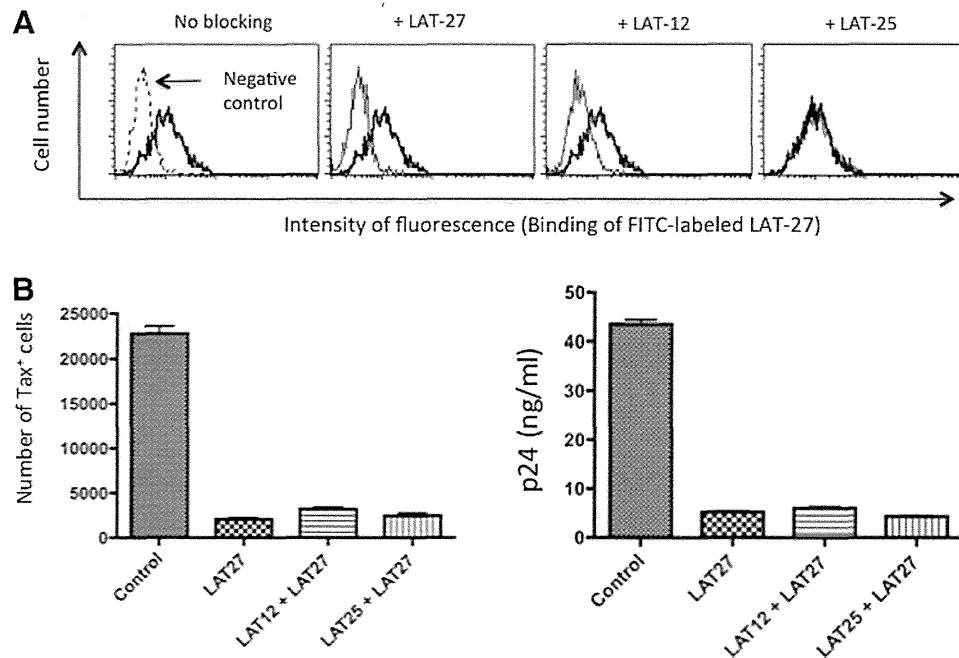 A
No blocking
+ LAT-27
+ LAT-12
+ LAT-25
Negative
control
Cell number
Intensity of fluorescence (Binding of FITC-labeled LAT-27)
B
Number of Tax⁺ cells
25000
20000
15000
10000
5000
0
Control
LAT27
LAT12 + LAT27
LAT25 + LAT27
p24 (ng/ml)
50
40
30
20
10
0
Control
LAT27
LAT12 + LAT27
LAT25 + LAT27